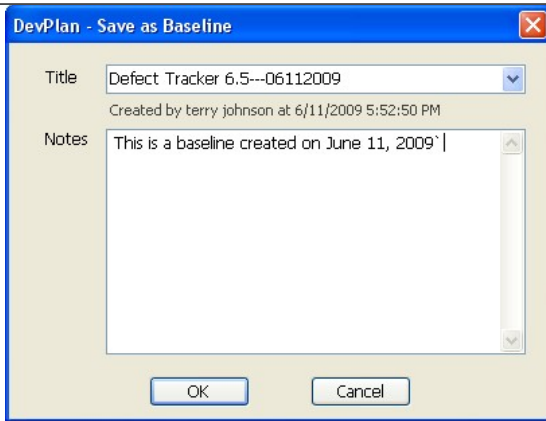 DevPlan - Save as Baseline
Title
Defect Tracker 6.5---06112009
Created by terry johnson at 6/11/2009 5:52:50 PM
Notes
This is a baseline created on June 11, 2009`
OK
Cancel